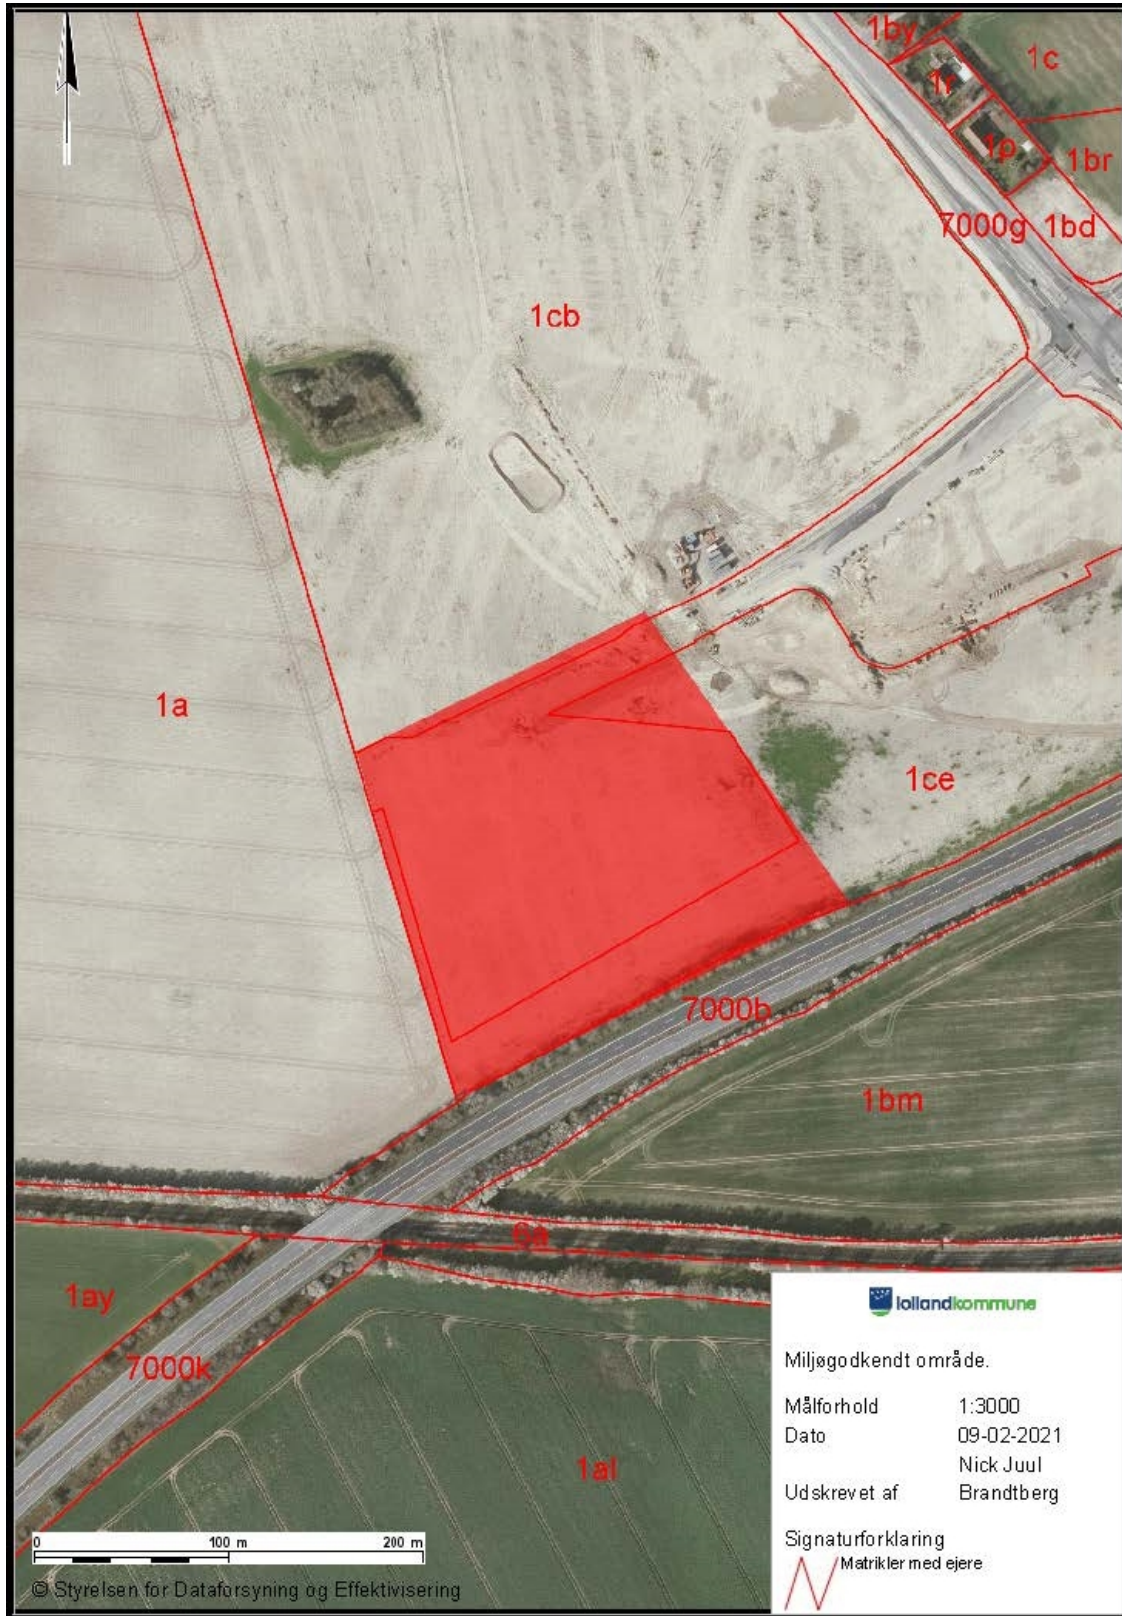 1by
1c
1r
1p
1br
7000g
1bd
1cb
1a
1ce
7000b
1bm
6a
1ay
7000k
1al
lollandkommune
Miljøgodkendt område.
Målforhold 1:3000
Dato 09-02-2021
Nick Juul
Udskrevet af Brandtberg
Signaturforklaring
Matrikler med ejere
0 100 m 200 m
© Styrelsen for Dataforsyning og Effektivisering